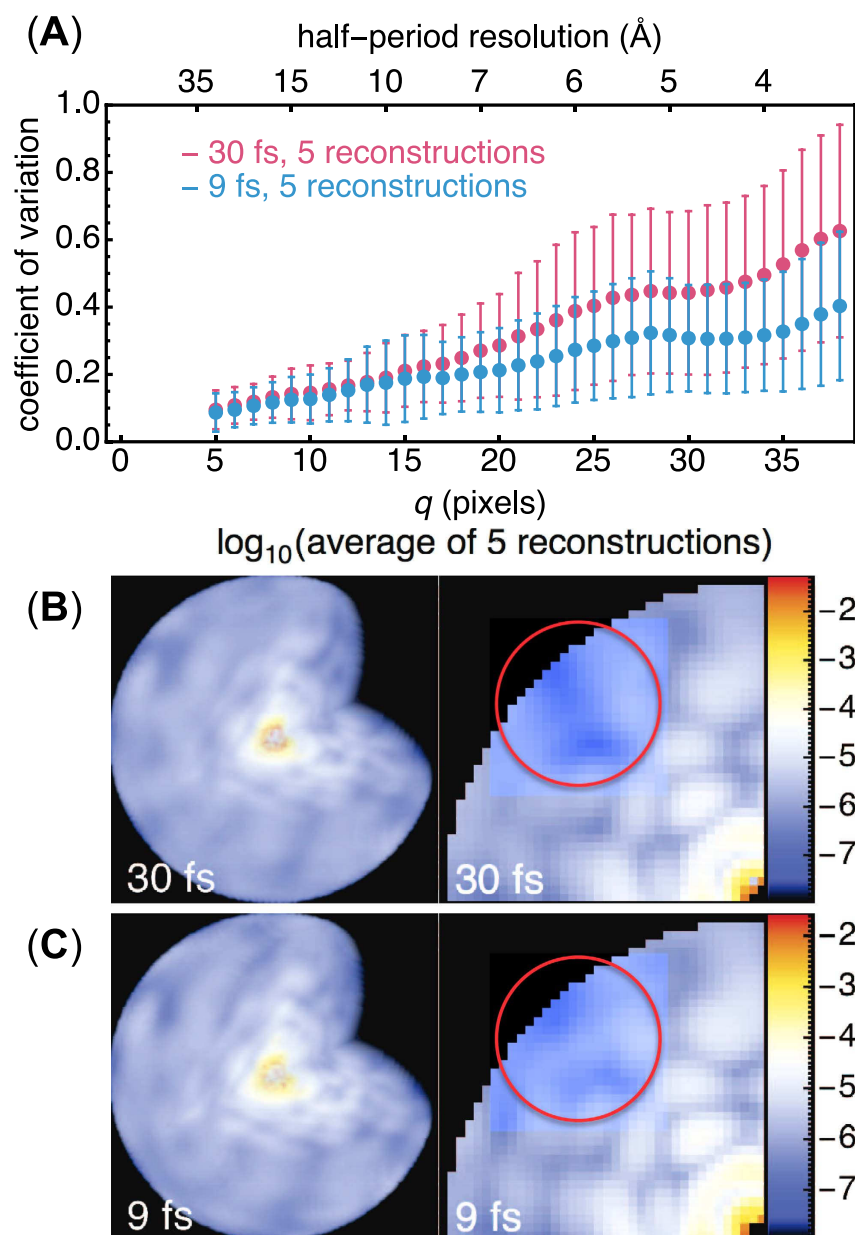 (A)
half–period resolution (Å)
35 15 10 7 6 5 4
1.0
0.8
0.6
0.4
0.2
0.0
coefficient of variation
– 30 fs, 5 reconstructions
– 9 fs, 5 reconstructions
0 5 10 15 20 25 30 35
q (pixels)
log₁₀(average of 5 reconstructions)
(B)
30 fs
30 fs
–2
–3
–4
–5
–6
–7
(C)
9 fs
9 fs
–2
–3
–4
–5
–6
–7